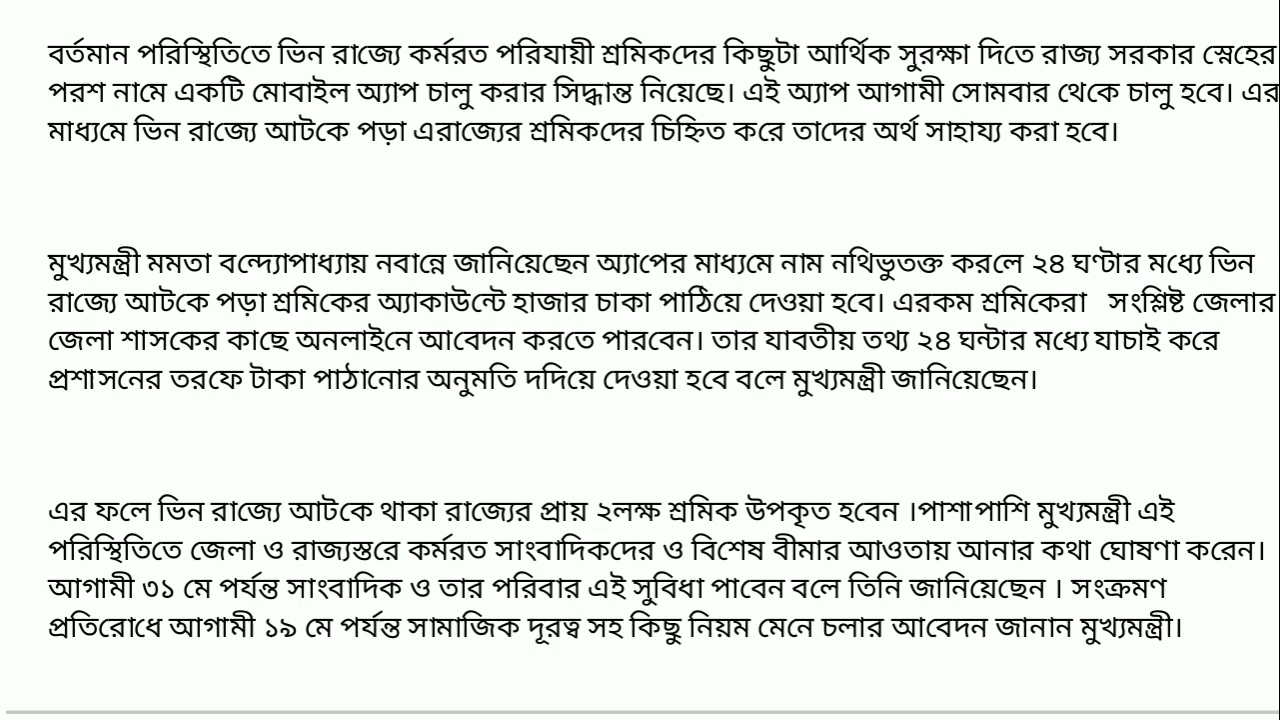 বর্তমান পরিস্থিতিতে ভিন রাজ্যে কর্মরত পরিযায়ী শ্রমিকদের কিছুটা আর্থিক সুরক্ষা দিতে রাজ্য সরকার স্নেহের
পরশ নামে একটি মোবাইল অ্যাপ চালু করার সিদ্ধান্ত নিয়েছে। এই অ্যাপ আগামী সোমবার থেকে চালু হবে। এর
মাধ্যমে ভিন রাজ্যে আটকে পড়া এরাজ্যের শ্রমিকদের চিহ্নিত করে তাদের অর্থ সাহায্য করা হবে।
মুখ্যমন্ত্রী মমতা বন্দ্যোপাধ্যায় নবান্নে জানিয়েছেন অ্যাপের মাধ্যমে নাম নথিভুতক্ত করলে ২৪ ঘণ্টার মধ্যে ভিন
রাজ্যে আটকে পড়া শ্রমিকের অ্যাকাউন্টে হাজার চাকা পাঠিয়ে দেওয়া হবে। এরকম শ্রমিকেরা সংশ্লিষ্ট জেলার
জেলা শাসকের কাছে অনলাইনে আবেদন করতে পারবেন। তার যাবতীয় তথ্য ২৪ ঘন্টার মধ্যে যাচাই করে
প্রশাসনের তরফে টাকা পাঠানোর অনুমতি দদিয়ে দেওয়া হবে বলে মুখ্যমন্ত্রী জানিয়েছেন।
এর ফলে ভিন রাজ্যে আটকে থাকা রাজ্যের প্রায় ২লক্ষ শ্রমিক উপকৃত হবেন ।পাশাপাশি মুখ্যমন্ত্রী এই
পরিস্থিতিতে জেলা ও রাজ্যস্তরে কর্মরত সাংবাদিকদের ও বিশেষ বীমার আওতায় আনার কথা ঘোষণা করেন।
আগামী ৩১ মে পর্যন্ত সাংবাদিক ও তার পরিবার এই সুবিধা পাবেন বলে তিনি জানিয়েছেন । সংক্রমণ
প্রতিরোধে আগামী ১৯ মে পর্যন্ত সামাজিক দূরত্ব সহ কিছু নিয়ম মেনে চলার আবেদন জানান মুখ্যমন্ত্রী।